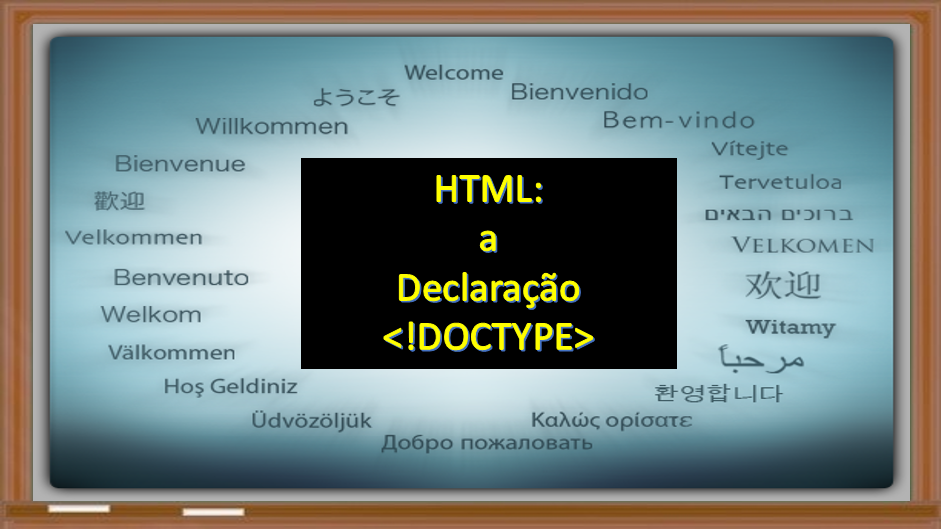 Welcome
ようこそ
Bienvenido
Willkommen
Bem-vindo
Bienvenue
Vítejte
歡迎
Tervetuloa
Velkommen
ברוכים הבאים
VELKOMEN
Benvenuto
欢迎
Welkom
Witamy
Välkommen
مرحباً
Hoş Geldiniz
환영합니다
Üdvözöljük
Καλώς ορίσατε
Добро пожаловать
HTML:
a
Declaração
<!DOCTYPE>